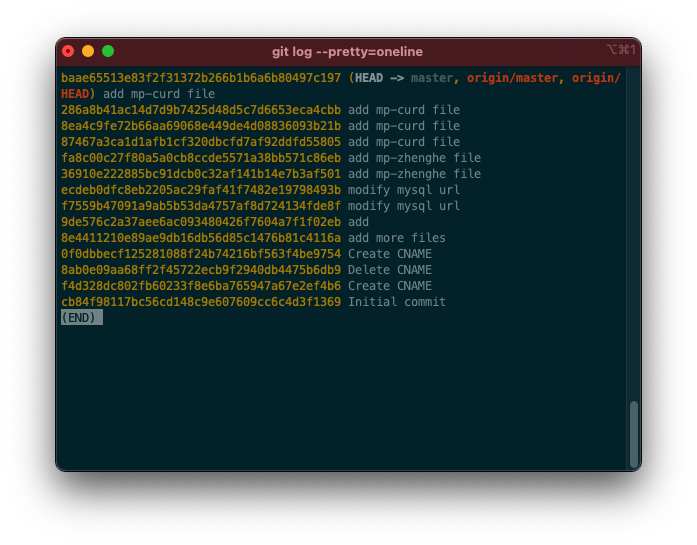 git log --pretty=oneline
⌥⌘1
baae65513e83f2f31372b266b1b6a6b80497c197 (HEAD -> master, origin/master, origin/
HEAD) add mp-curd file
286a8b41ac14d7d9b7425d48d5c7d6653eca4cbb add mp-curd file
8ea4c9fe72b66aa69068e449de4d08836093b21b add mp-curd file
87467a3ca1d1afb1cf320dbcfd7af92ddfd55805 add mp-curd file
fa8c00c27f80a5a0cb8ccde5571a38bb571c86eb add mp-zhenghe file
36910e222885bc91dcb0c32af141b14e7b3af501 add mp-zhenghe file
ecdeb0dfc8eb2205ac29faf41f7482e19798493b modify mysql url
f7559b47091a9ab5b53da4757af8d724134fde8f modify mysql url
9de576c2a37aee6ac093480426f7604a7f1f02eb add
8e4411210e89ae9db16db56d85c1476b81c4116a add more files
0f0dbbecf125281088f24b74216bf563f4be9754 Create CNAME
8ab0e09aa68ff2f45722ecb9f2940db4475b6db9 Delete CNAME
f4d328dc802fb60233f8e6ba765947a67e2ef4b6 Create CNAME
cb84f98117bc56cd148c9e607609cc6c4d3f1369 Initial commit
(END)